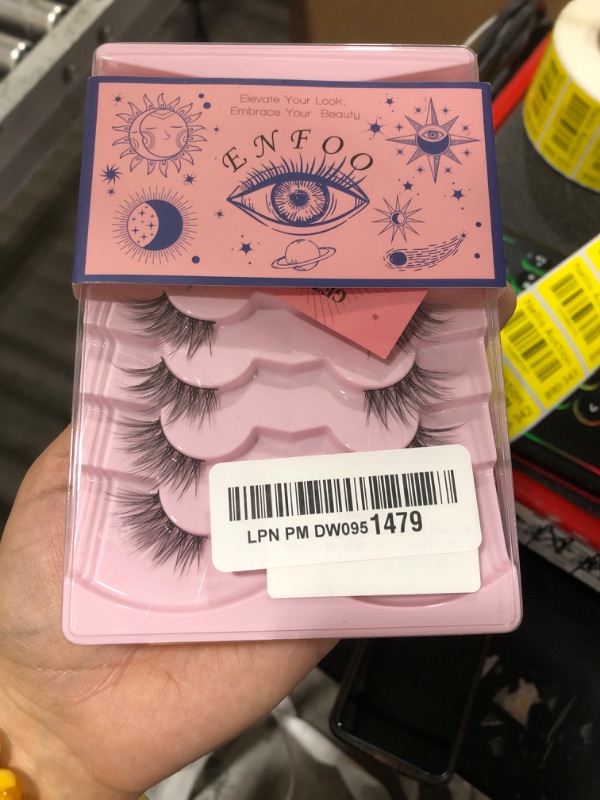 Elevate Your Look,
Embrace Your Beauty
ENFOO
LPN PM DW0951479